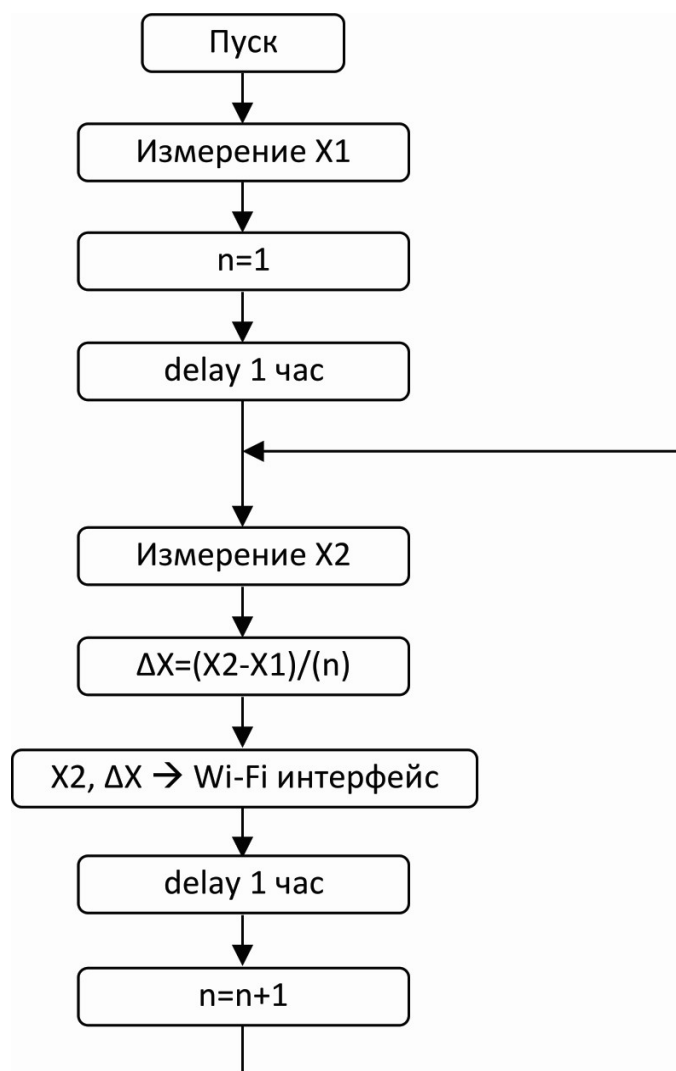 Пуск
Измерение X1
n=1
delay 1 час
Измерение X2
ΔX=(X2-X1)/(n)
X2, ΔX → Wi-Fi интерфейс
delay 1 час
n=n+1